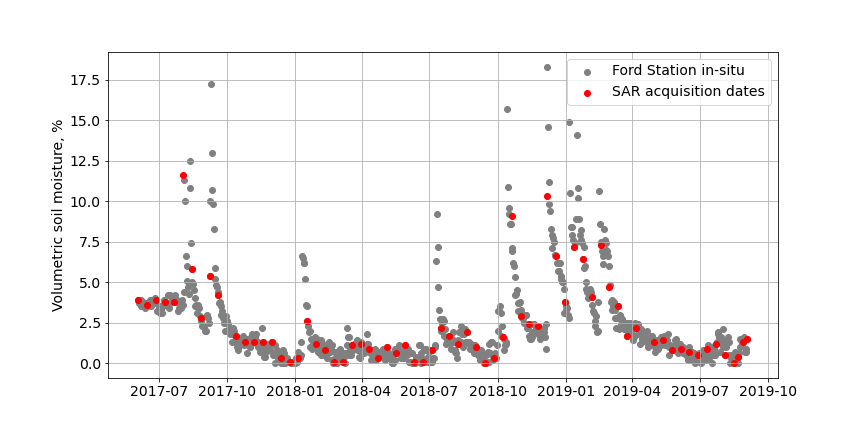 Ford Station in-situ
SAR acquisition dates
Volumetric soil moisture, %
17.5
15.0
12.5
10.0
7.5
5.0
2.5
0.0
2017-07 2017-10 2018-01 2018-04 2018-07 2018-10 2019-01 2019-04 2019-07 2019-10